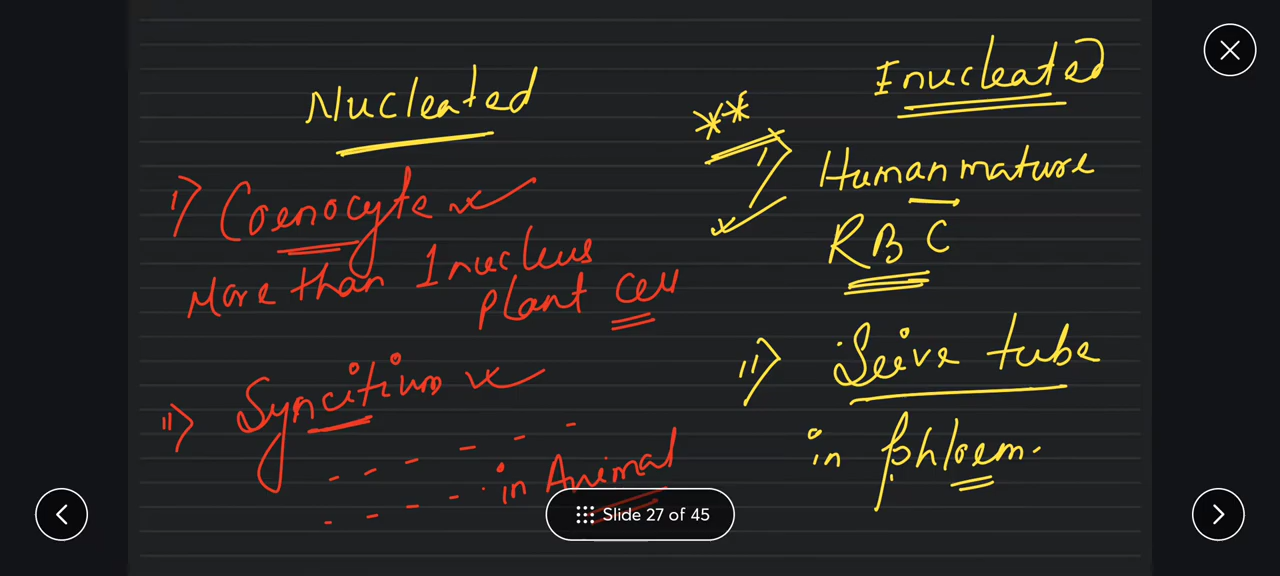 Nucleated
i) Coenocyte
More than 1 nucleus
plant cell
ii) Syncitium
in Animal
Enucleated
** i) Human mature
RBC
ii) Seive tube
in phloem.
Slide 27 of 45